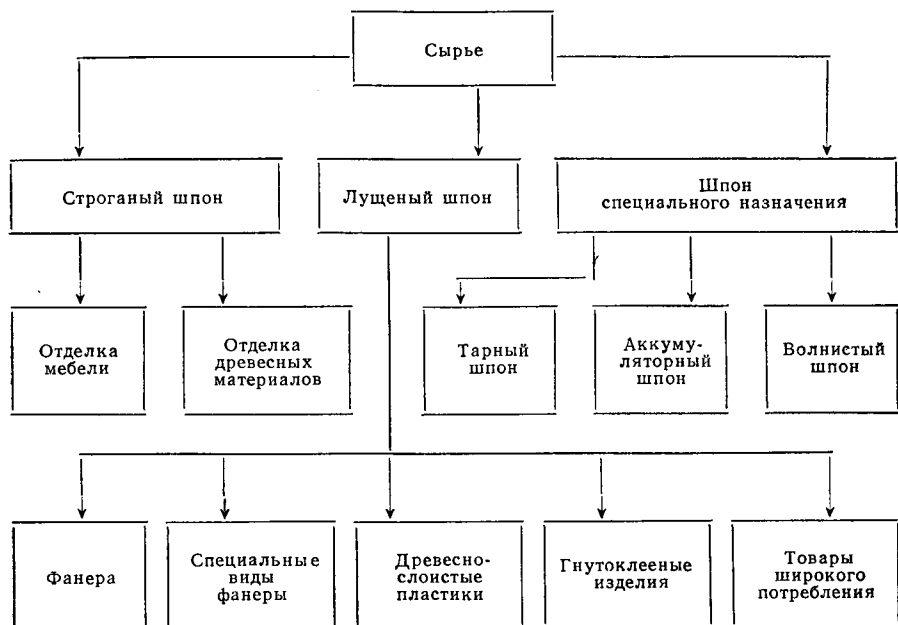 Сырье
Строганый шпон
Лущеный шпон
Шпон
специального назначения
Отделка
мебели
Отделка
древесных
материалов
Тарный
шпон
Аккуму-
ляторный
шпон
Волнистый
шпон
Фанера
Специальные
виды
фанеры
Древесно-
слоистые
пластики
Гнутоклееные
изделия
Товары
широкого
потребления